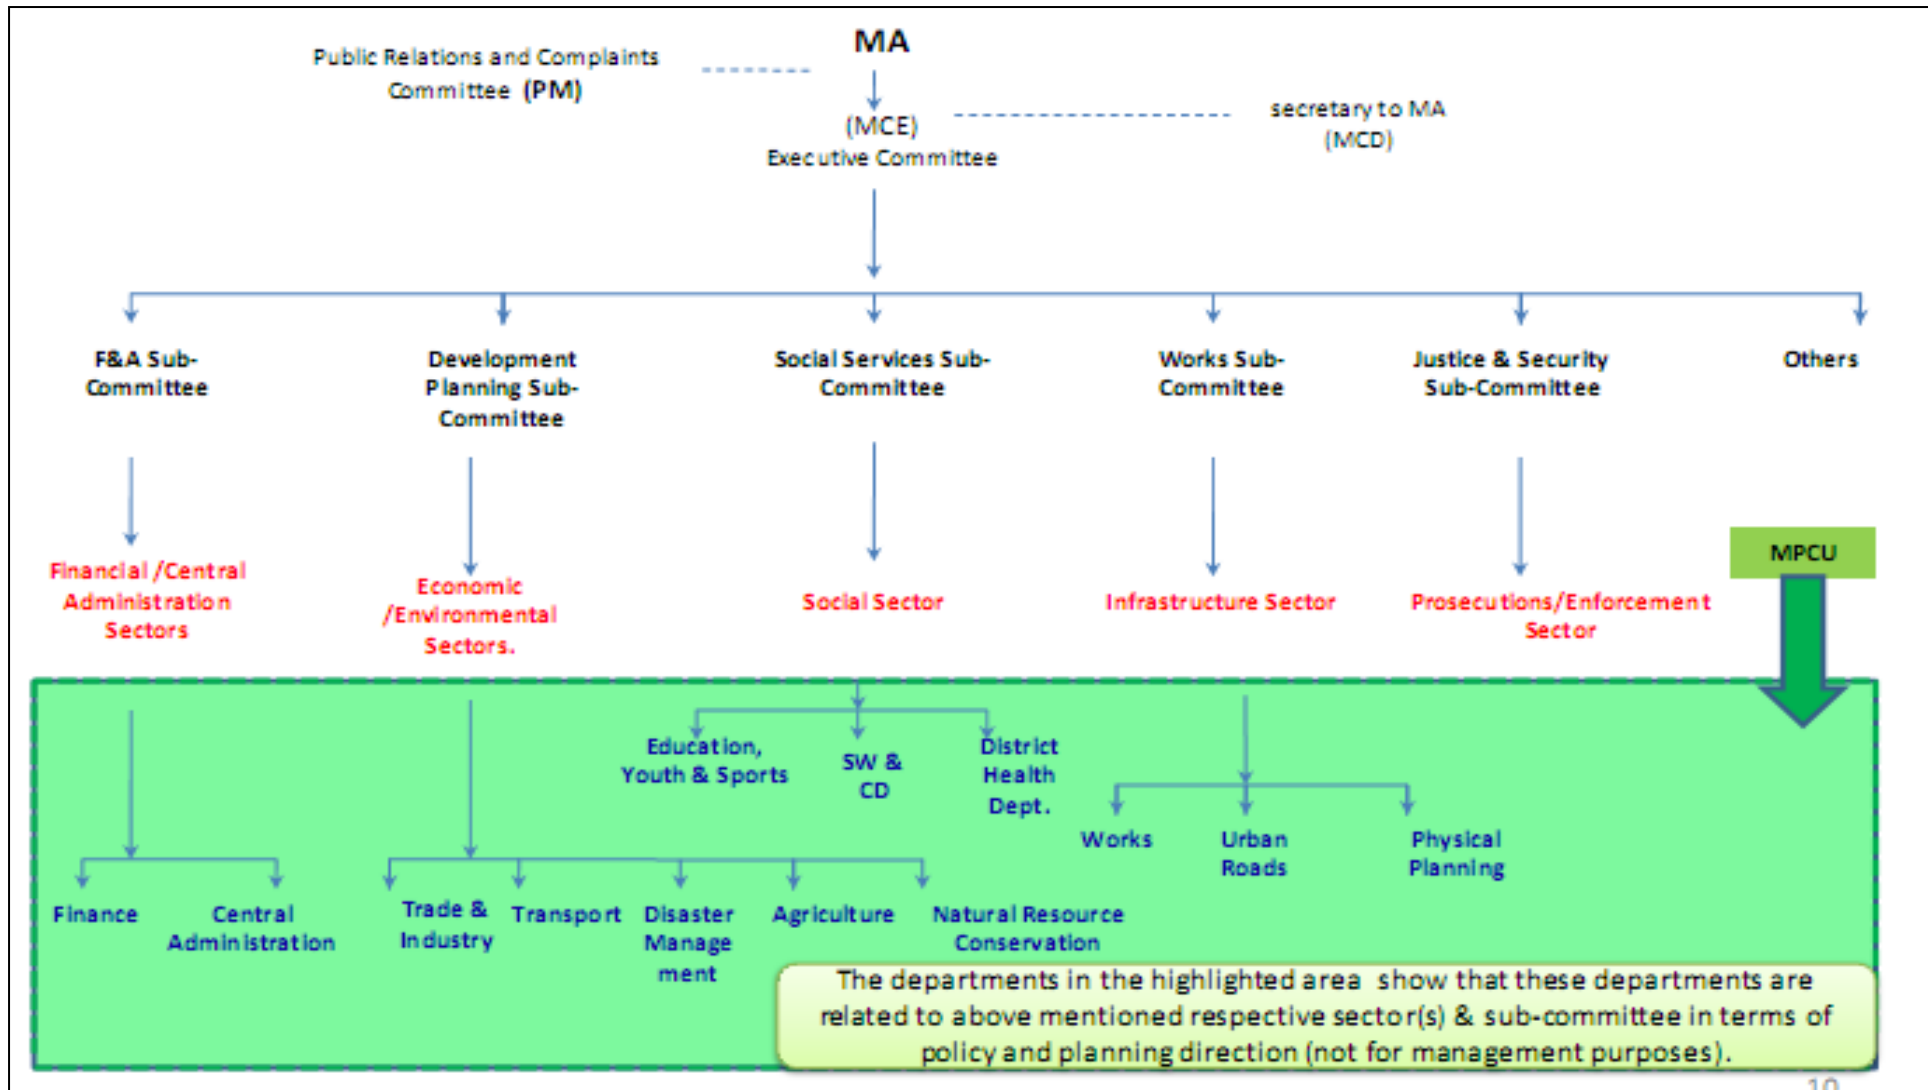 MA
Public Relations and Complaints
Committee (PM)
(MCE)
Executive Committee
secretary to MA
(MCD)
F&A Sub-
Committee
Development
Planning Sub-
Committee
Social Services Sub-
Committee
Works Sub-
Committee
Justice & Security
Sub-Committee
Others
Financial /Central
Administration
Sectors
Economic
/Environmental
Sectors.
Social Sector
Infrastructure Sector
Prosecutions/Enforcement
Sector
MPCU
Education,
Youth & Sports
SW &
CD
District
Health
Dept.
Works
Urban
Roads
Physical
Planning
Finance
Central
Administration
Trade &
Industry
Transport
Disaster
Manage
ment
Agriculture
Natural Resource
Conservation
The departments in the highlighted area show that these departments are
related to above mentioned respective sector(s) & sub-committee in terms of
policy and planning direction (not for management purposes).